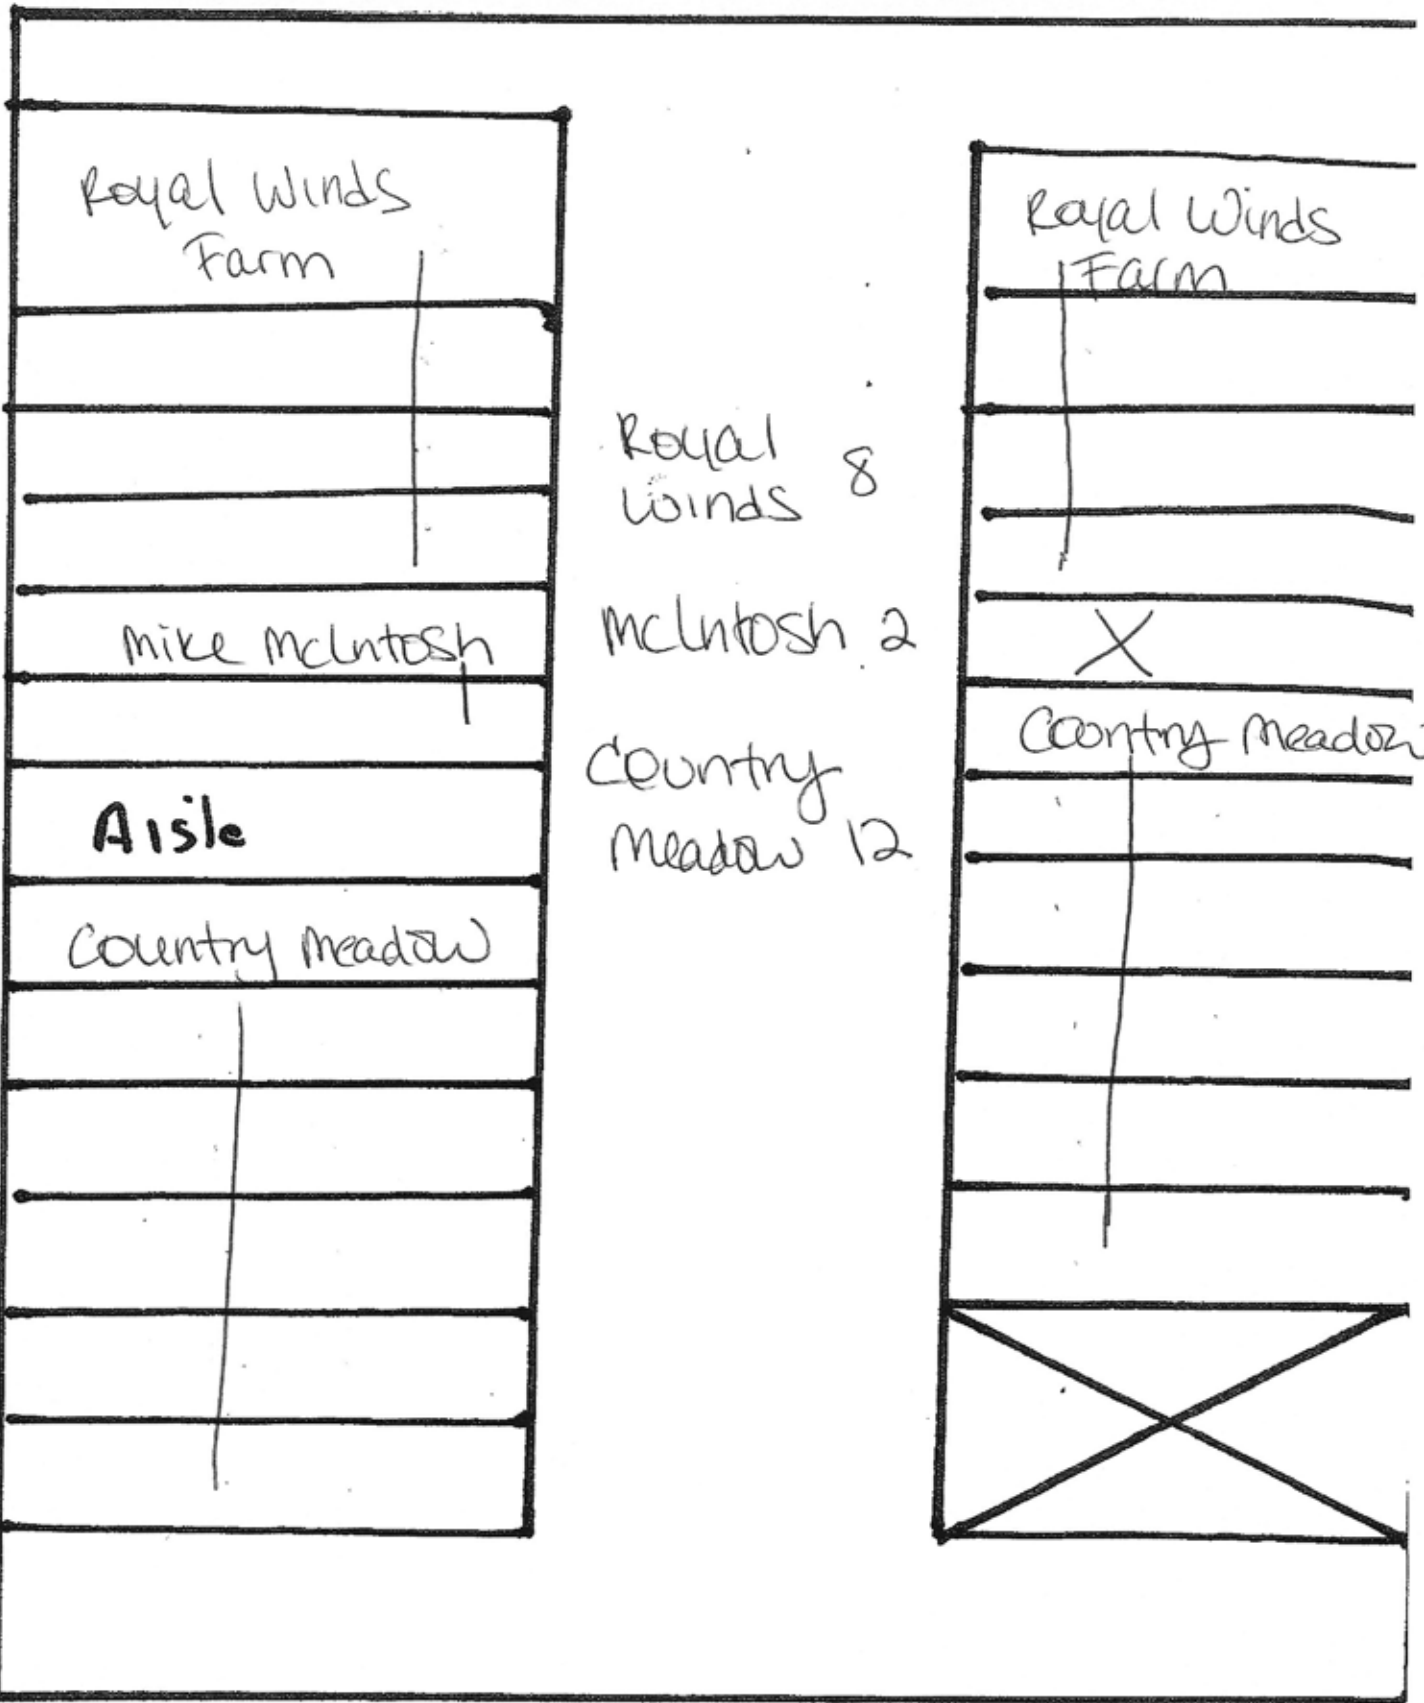 Royal Winds
Farm
Mike McIntosh
Aisle
Country Meadow
Royal
Winds 8
McIntosh 2
Country
Meadow 12
Royal Winds
Farm
X
Country Meadow